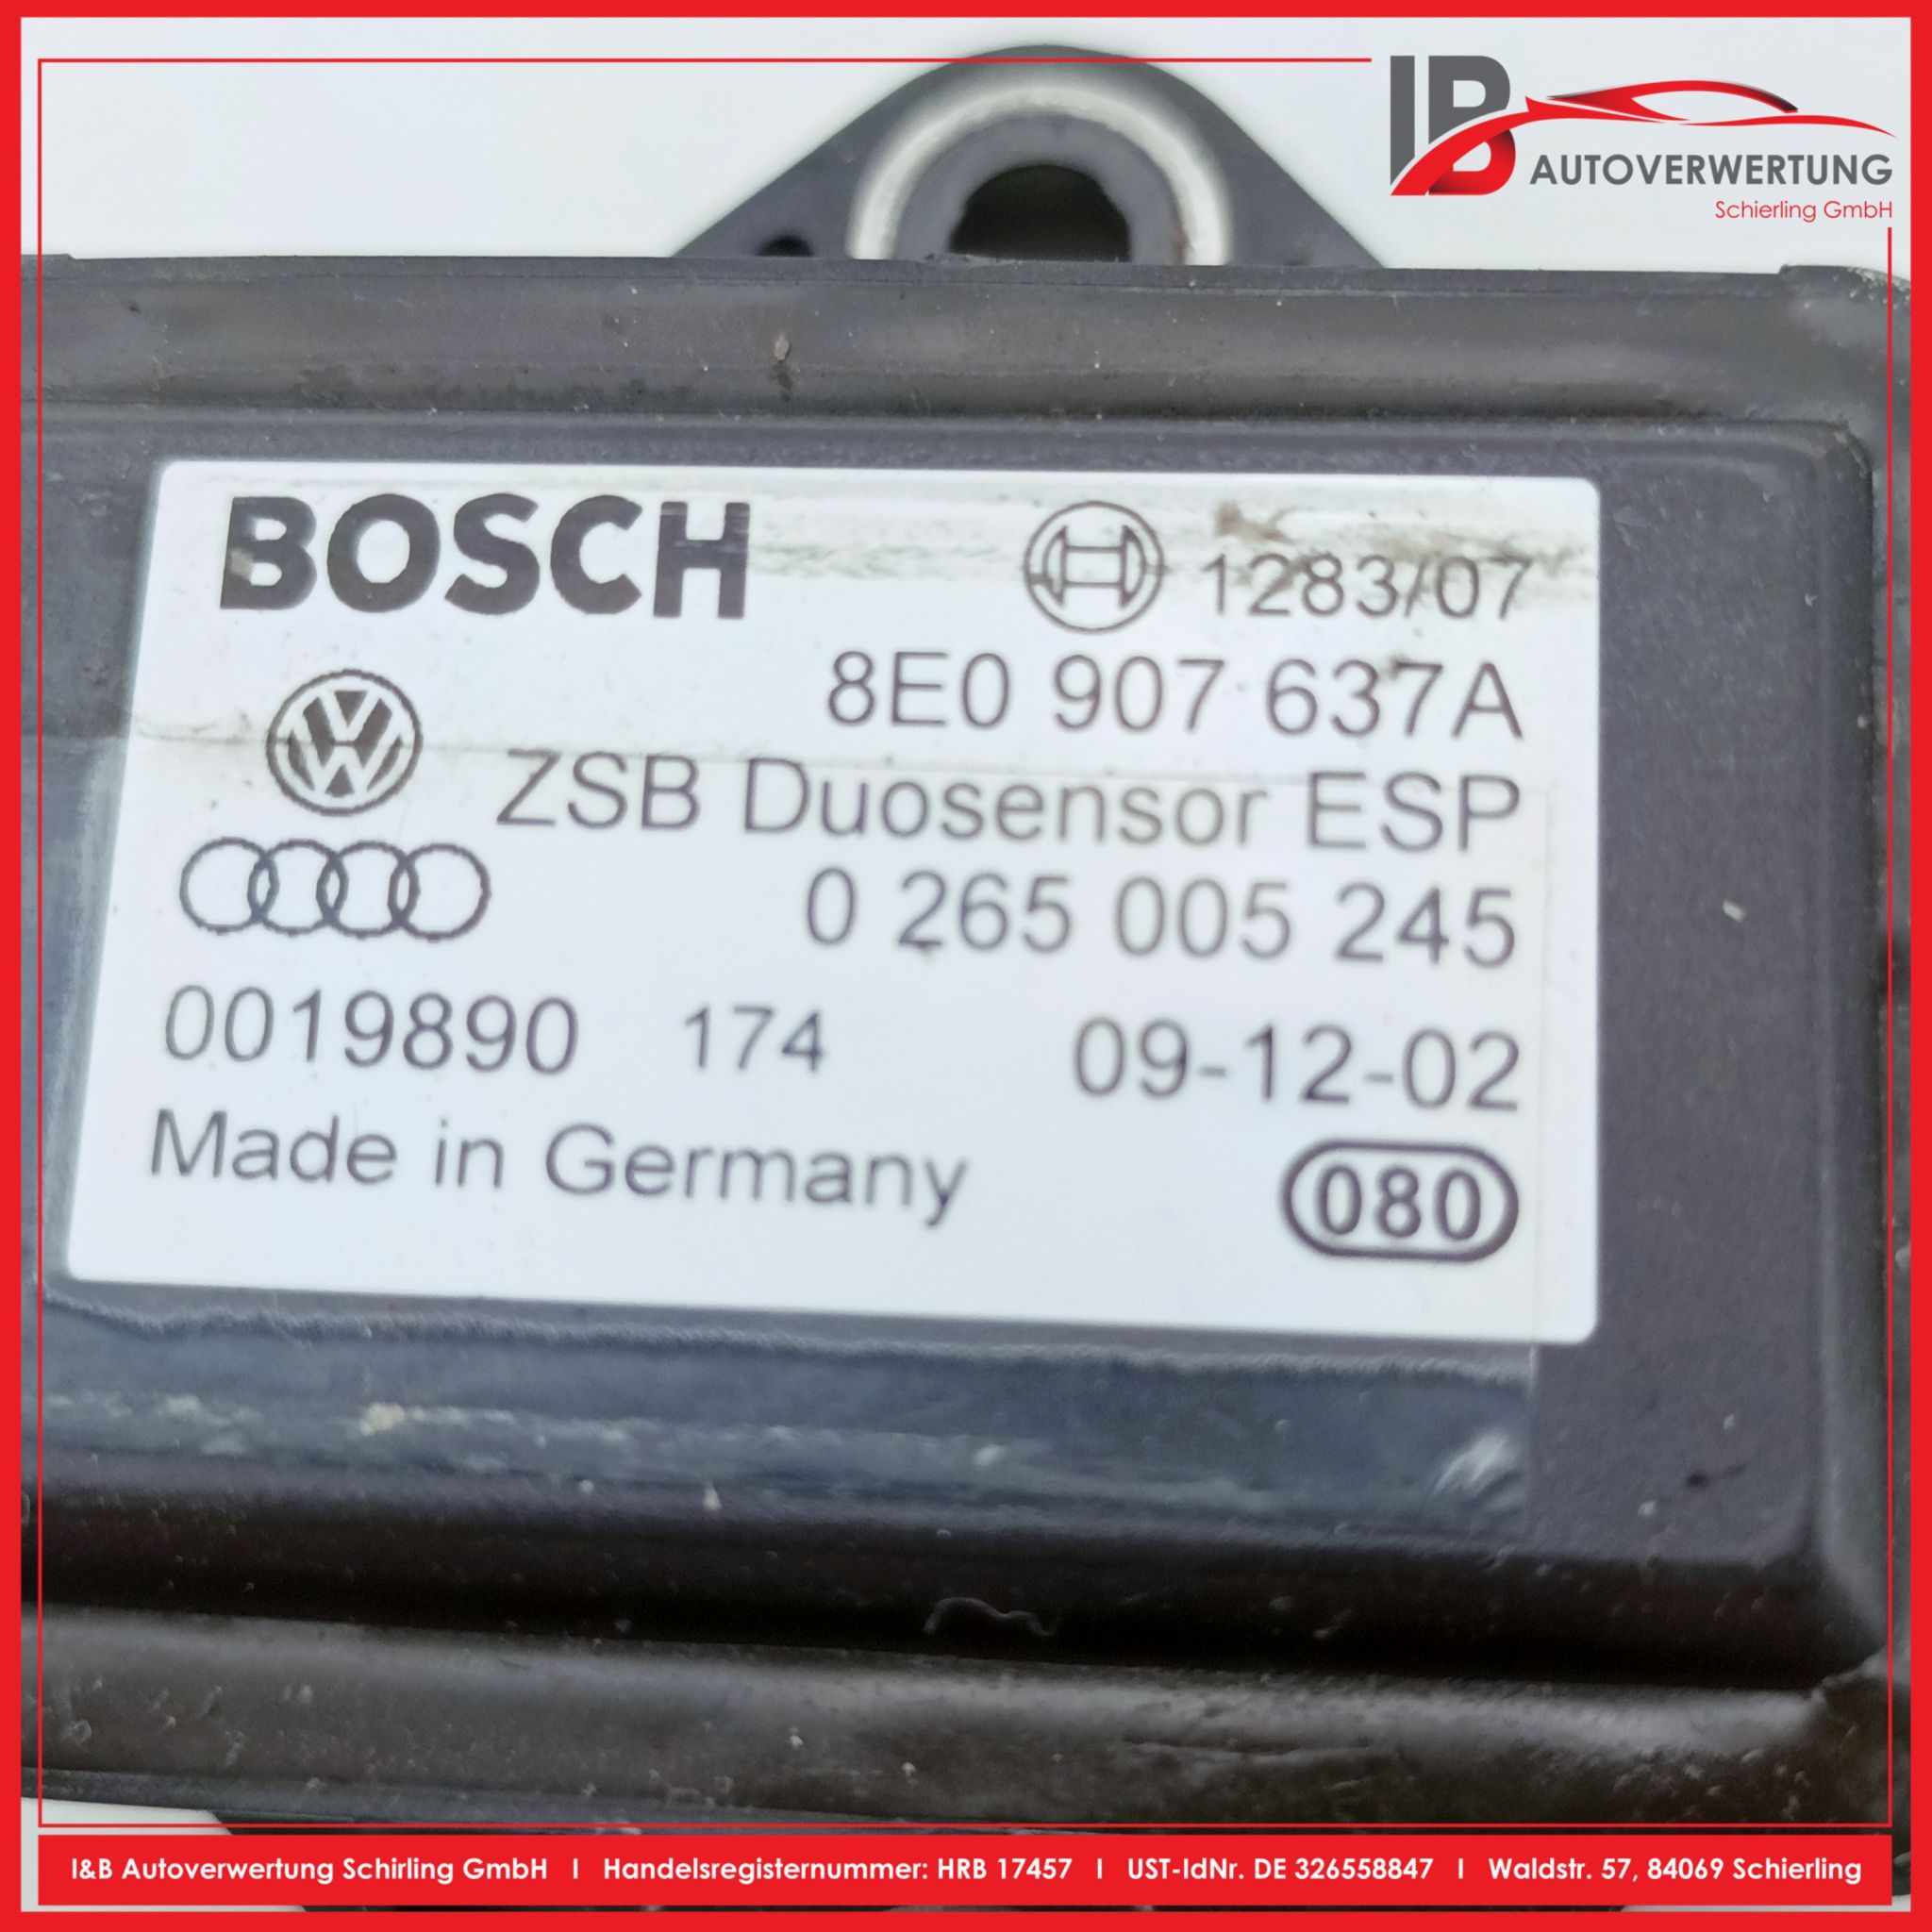 IB
AUTOVERWERTUNG
Schierling GmbH
BOSCH
1283/07
8E0 907 637A
ZSB Duosensor ESP
0 265 005 245
0019890 174 09-12-02
Made in Germany
080
I&B Autoverwertung Schirling GmbH I Handelsregisternummer: HRB 17457 I UST-IdNr. DE 326558847 I Waldstr. 57, 84069 Schierling